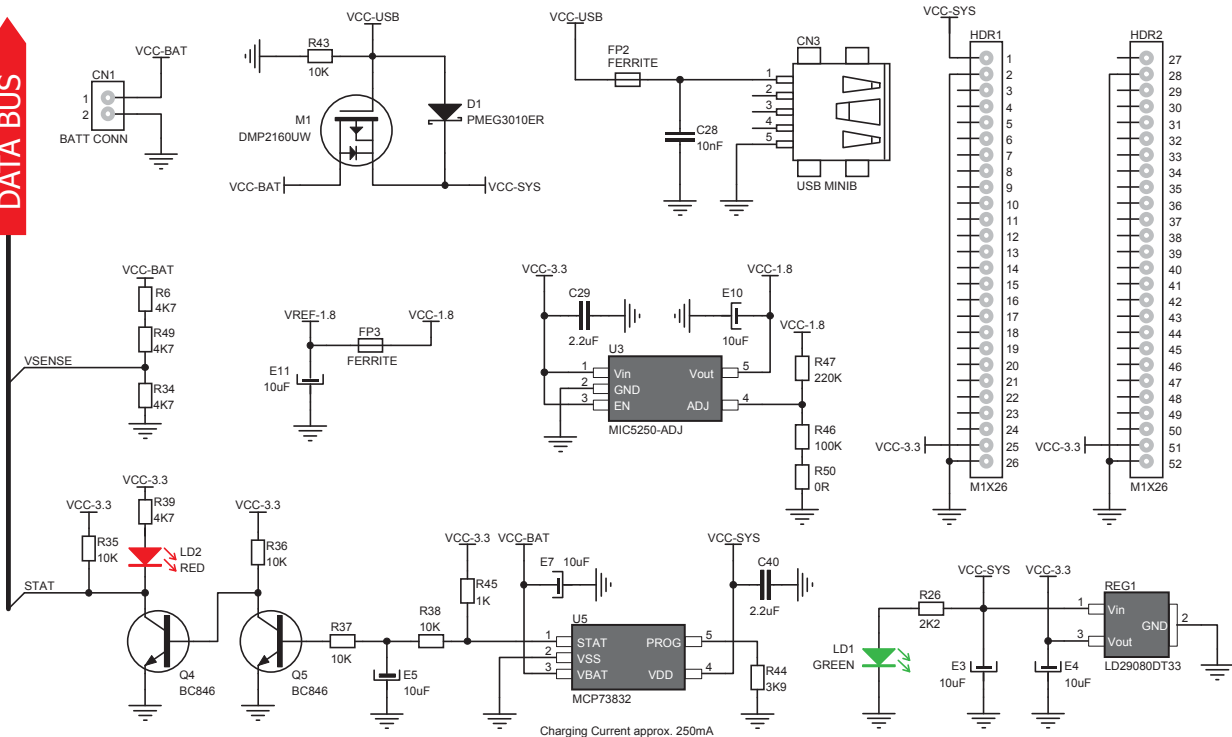 DATA BUS
VCC-BAT
CN1
1
2
BATT CONN
VCC-USB
R43
10K
M1
DMP2160UW
D1
PMEG3010ER
VCC-BAT
VCC-SYS
VCC-USB
FP2
FERRITE
C28
10nF
CN3
1
2
3
4
5
USB MINIB
VCC-SYS
HDR1
1
2
3
4
5
6
7
8
9
10
11
12
13
14
15
16
17
18
19
20
21
22
23
24
25
26
VCC-3.3
M1X26
HDR2
27
28
29
30
31
32
33
34
35
36
37
38
39
40
41
42
43
44
45
46
47
48
49
50
51
52
VCC-3.3
M1X26
VCC-BAT
R6
4K7
R49
4K7
VSENSE
R34
4K7
VREF-1.8
VCC-1.8
FP3
FERRITE
E11
10uF
VCC-3.3
C29
2.2uF
E10
10uF
VCC-1.8
VCC-1.8
U3
1
2
3
Vin
GND
EN
Vout
ADJ
5
4
MIC5250-ADJ
R47
220K
R46
100K
R50
0R
VCC-3.3
R35
10K
VCC-3.3
R39
4K7
LD2
RED
STAT
Q4
BC846
VCC-3.3
R36
10K
Q5
BC846
R37
10K
R38
10K
E5
10uF
VCC-3.3
R45
1K
VCC-BAT
E7
10uF
U5
1
2
3
STAT
VSS
VBAT
PROG
VDD
5
4
MCP73832
VCC-SYS
C40
2.2uF
R44
3K9
Charging Current approx. 250mA
LD1
GREEN
R26
2K2
VCC-SYS
E3
10uF
VCC-3.3
E4
10uF
REG1
1
3
Vin
Vout
GND
2
LD29080DT33